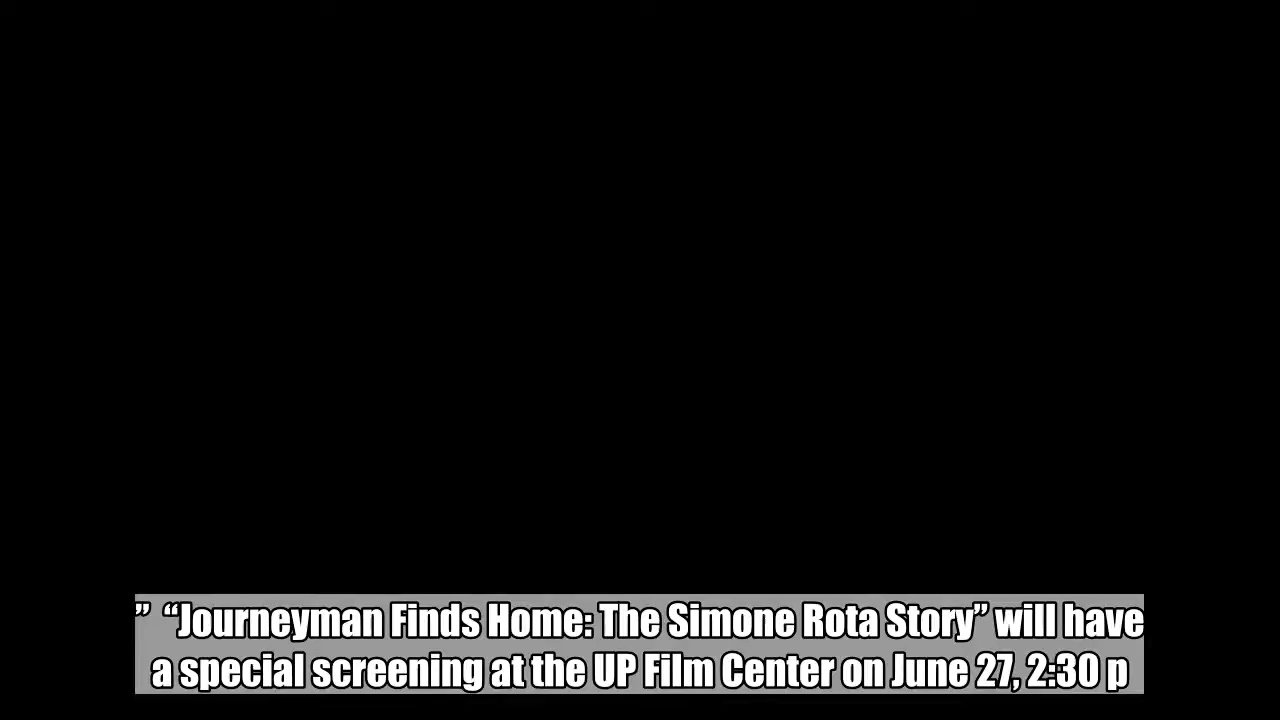 ” “Journeyman Finds Home: The Simone Rota Story” will have
a special screening at the UP Film Center on June 27, 2:30 p